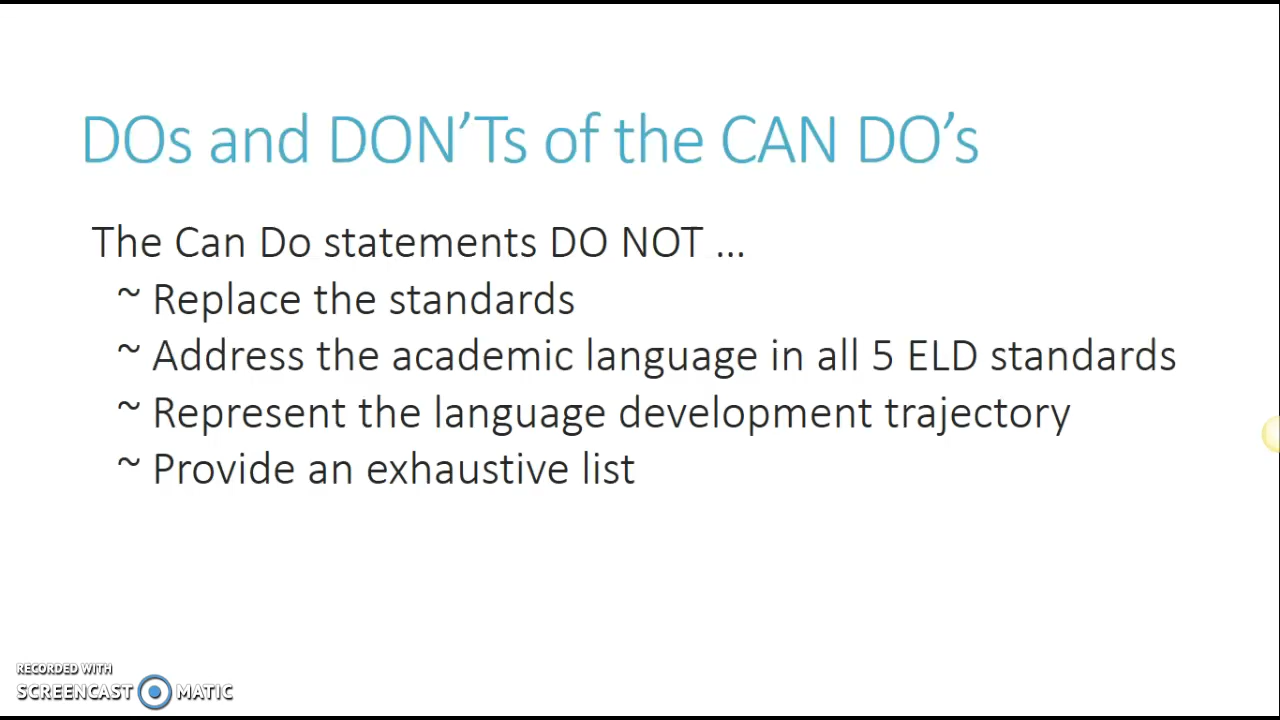 DOs and DON’Ts of the CAN DO’s
The Can Do statements DO NOT …
~ Replace the standards
~ Address the academic language in all 5 ELD standards
~ Represent the language development trajectory
~ Provide an exhaustive list
RECORDED WITH
SCREENCAST MATIC